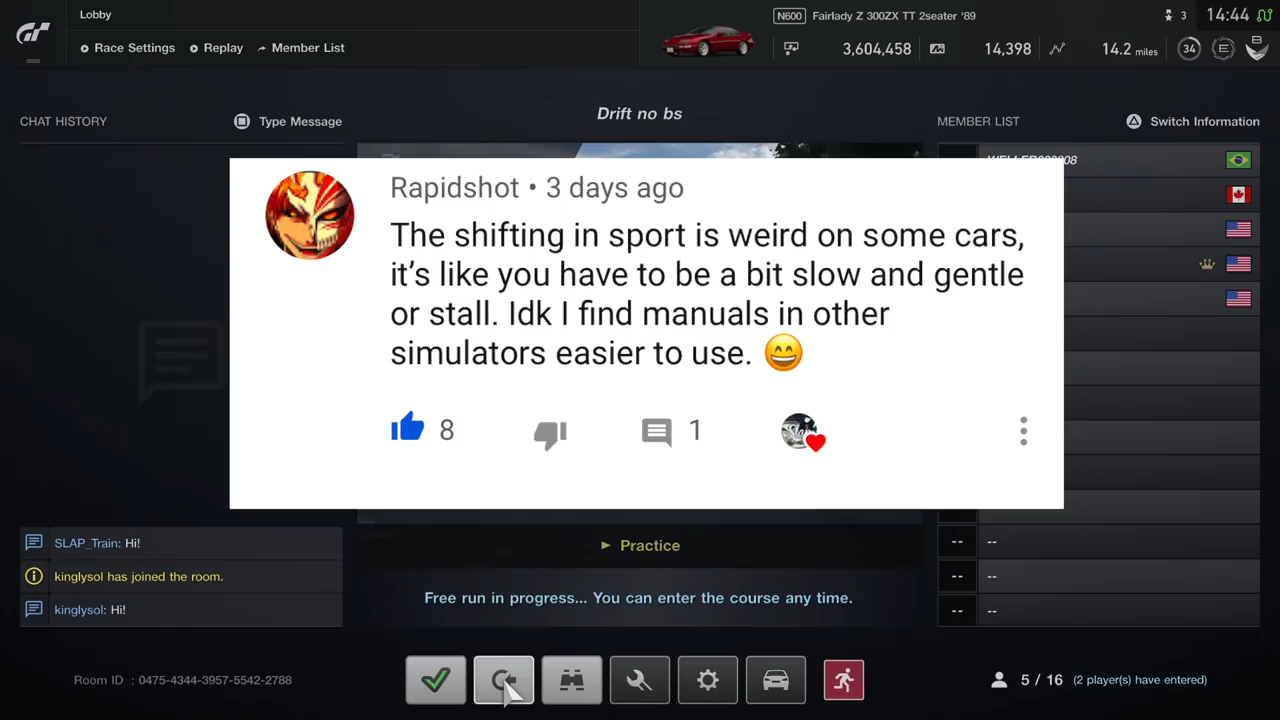 Lobby
N600 Fairlady Z 300ZX TT 2seater '89
3 14:44
Race Settings Replay Member List
3,604,458 14,398 14.2 miles 34 E B
Drift no bs
CHAT HISTORY Type Message
MEMBER LIST Switch Information
Rapidshot • 3 days ago
The shifting in sport is weird on some cars,
it's like you have to be a bit slow and gentle
or stall. Idk I find manuals in other
simulators easier to use. 😄
8 1
SLAP_Train: Hi!
kinglysol has joined the room.
kinglysol: Hi!
Practice
Free run in progress... You can enter the course any time.
-- --
-- --
-- --
Room ID : 0475-4344-3957-5542-2788
5 / 16 (2 player(s) have entered)